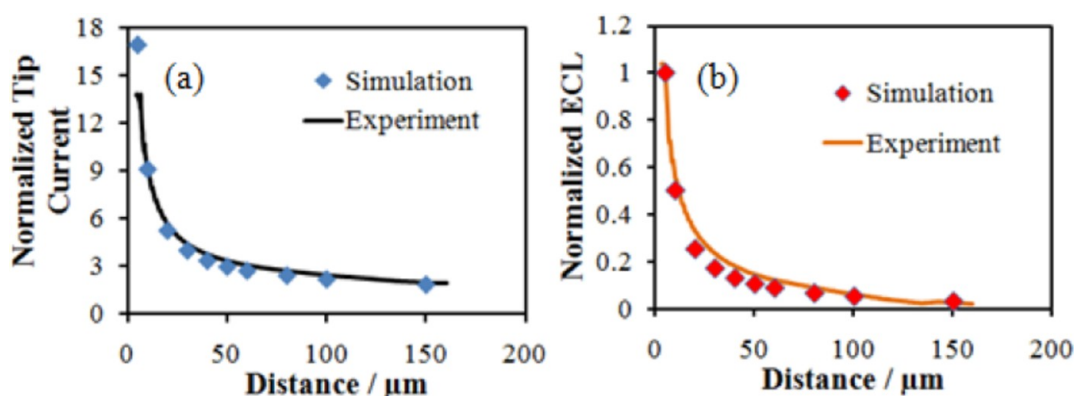 18
15
12
9
6
3
0
Normalized Tip
Current
(a)
Simulation
Experiment
0 50 100 150 200
Distance / µm
1.2
1
0.8
0.6
0.4
0.2
0
Normalized ECL
(b)
Simulation
Experiment
0 50 100 150 200
Distance / µm